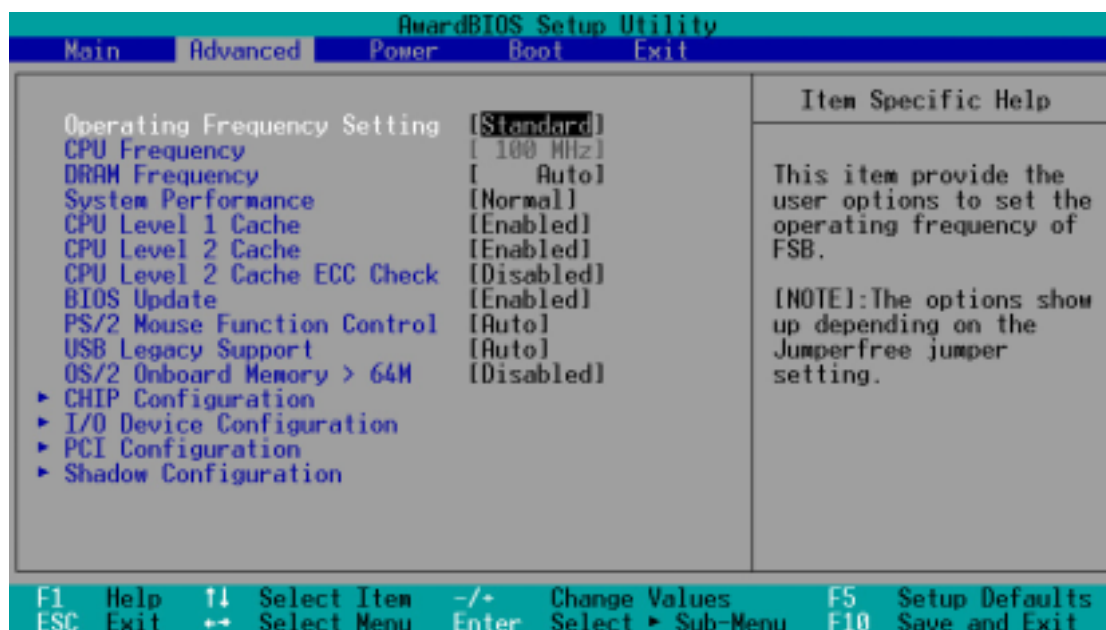 AwardBIOS Setup Utility
Main Advanced Power Boot Exit
Item Specific Help
Operating Frequency Setting [Standard]
CPU Frequency [ 100 MHz]
DRAM Frequency [ Auto]
System Performance [Normal]
CPU Level 1 Cache [Enabled]
CPU Level 2 Cache [Enabled]
CPU Level 2 Cache ECC Check [Disabled]
BIOS Update [Enabled]
PS/2 Mouse Function Control [Auto]
USB Legacy Support [Auto]
OS/2 Onboard Memory > 64M [Disabled]
► CHIP Configuration
► I/O Device Configuration
► PCI Configuration
► Shadow Configuration
This item provide the
user options to set the
operating frequency of
FSB.
[NOTE]:The options show
up depending on the
Jumperfree jumper
setting.
F1 Help ↑↓ Select Item -/+ Change Values F5 Setup Defaults
ESC Exit ←→ Select Menu Enter Select ► Sub-Menu F10 Save and Exit